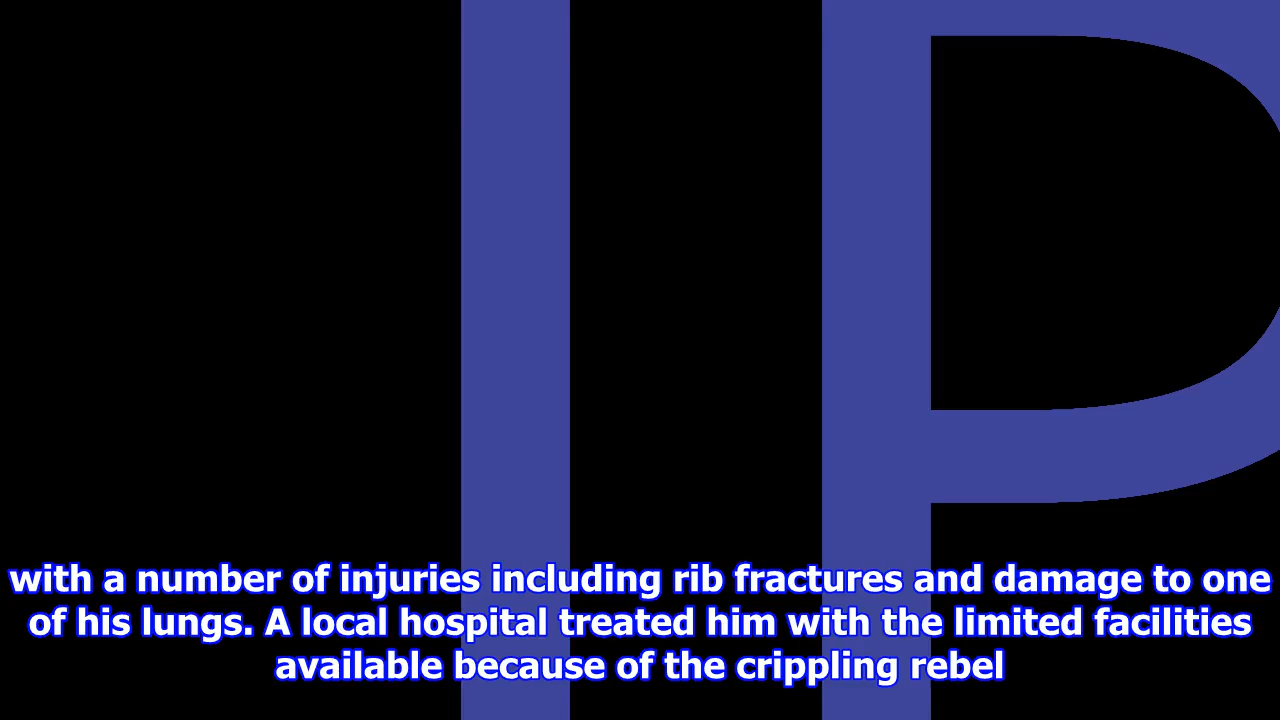 IP
with a number of injuries including rib fractures and damage to one
of his lungs. A local hospital treated him with the limited facilities
available because of the crippling rebel